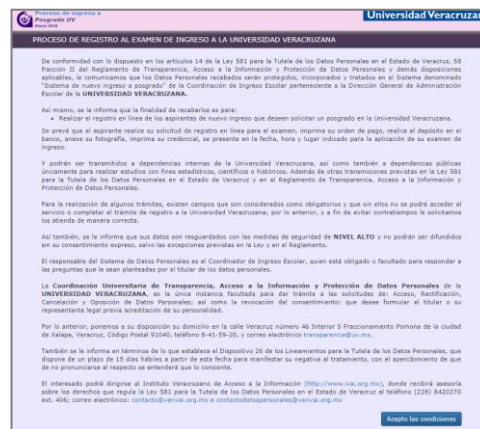 Proceso de ingreso a
Posgrado UV
Universidad Veracruzan
PROCESO DE REGISTRO AL EXAMEN DE INGRESO A LA UNIVERSIDAD VERACRUZANA
De conformidad con lo dispuesto en los artículos 14 de la Ley 581 para la Tutela de los Datos Personales en el Estado de Veracruz, 58
fracción II del Reglamento de Transparencia, Acceso a la Información y Protección de Datos Personales y demás disposiciones
aplicables, le comunicamos que los Datos Personales recabados serán protegidos, incorporados y tratados en el Sistema denominado
"Sistema de nuevo ingreso a posgrado" de la Coordinación de Ingreso Escolar perteneciente a la Dirección General de Administración
Escolar de la UNIVERSIDAD VERACRUZANA.
Así mismo, se le informa que la finalidad de recabarlos es para:
• Realizar el registro en línea de los aspirantes de nuevo ingreso que deseen solicitar un posgrado en la Universidad Veracruzana.
Se prevé que el aspirante realice su solicitud de registro en línea para el examen, imprima su orden de pago, realice el depósito en el
banco, anexe su fotografía, imprima su credencial, se presente en la fecha, hora y lugar indicado para la aplicación de su examen de
ingreso.
Y podrán ser transmitidos a dependencias internas de la Universidad Veracruzana, así como también a dependencias públicas
únicamente para realizar estudios con fines estadísticos, científicos o históricos. Además de otras transmisiones previstas en la Ley 581
para la Tutela de los Datos Personales en el Estado de Veracruz y en el Reglamento de Transparencia, Acceso a la Información y
Protección de Datos Personales.
Para la realización de algunos trámites, existen campos que son considerados como obligatorios y que sin ellos no se podrá acceder al
servicio o completar el trámite de registro a la Universidad Veracruzana; por lo anterior, y a fin de evitar contratiempos le solicitamos
los atienda de manera correcta.
Así también, se le informa que sus datos son resguardados con las medidas de seguridad de NIVEL ALTO y no podrán ser difundidos
sin su consentimiento expreso, salvo las excepciones previstas en la Ley y en el Reglamento.
El responsable del Sistema de Datos Personales es el Coordinador de Ingreso Escolar, quien está obligado o facultado para responder a
las preguntas que le sean planteadas por el titular de los datos personales.
La Coordinación Universitaria de Transparencia, Acceso a la Información y Protección de Datos Personales de la
UNIVERSIDAD VERACRUZANA, es la única instancia facultada para dar trámite a las solicitudes de: Acceso, Rectificación,
Cancelación y Oposición de Datos Personales; así como la revocación del consentimiento; que desee formular el titular o su
representante legal previa acreditación de su personalidad.
Por lo anterior, ponemos a su disposición su domicilio en la calle Veracruz número 46 Interior 5 Fraccionamiento Pomona de la ciudad
de Xalapa, Veracruz, Código Postal 91040, teléfono 8-41-59-20, y correo electrónico transparencia@uv.mx.
También se le informa en términos de lo que establece el Dispositivo 26 de los Lineamientos para la Tutela de los Datos Personales, que
dispone de un plazo de 15 días hábiles a partir de esta fecha para manifestar su negativa al tratamiento, con el apercibimiento de que
de no pronunciarse al respecto se entenderá que lo consiente.
El interesado podrá dirigirse al Instituto Veracruzano de Acceso a la Información (http://www.ivai.org.mx), donde recibirá asesoría
sobre los derechos que regula la Ley 581 para la Tutela de los Datos Personales en el Estado de Veracruz al teléfono (228) 8420270
ext. 406; correo electrónico: contacto@verivai.org.mx o contactodatospersonales@verivai.org.mx
Acepto las condiciones